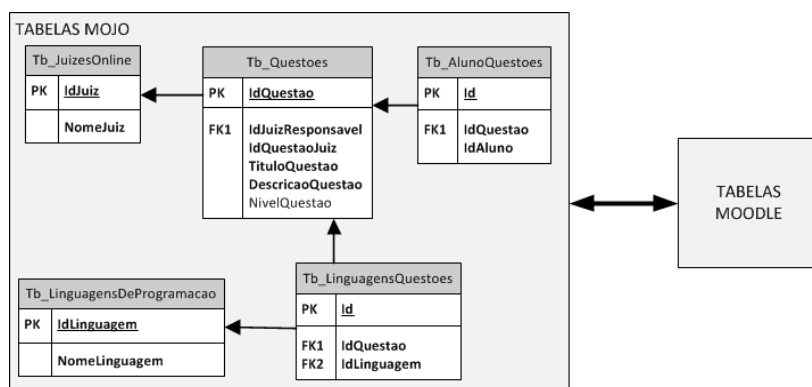 TABELAS MOJO
Tb_JuizesOnline
PK IdJuiz
NomeJuiz
Tb_Questoes
PK IdQuestao
FK1 IdJuizResponsavel
IdQuestaoJuiz
TituloQuestao
DescricaoQuestao
NivelQuestao
Tb_AlunoQuestoes
PK Id
FK1 IdQuestao
IdAluno
TABELAS
MOODLE
Tb_LinguagensDeProgramacao
PK IdLinguagem
NomeLinguagem
Tb_LinguagensQuestoes
PK Id
FK1 IdQuestao
FK2 IdLinguagem